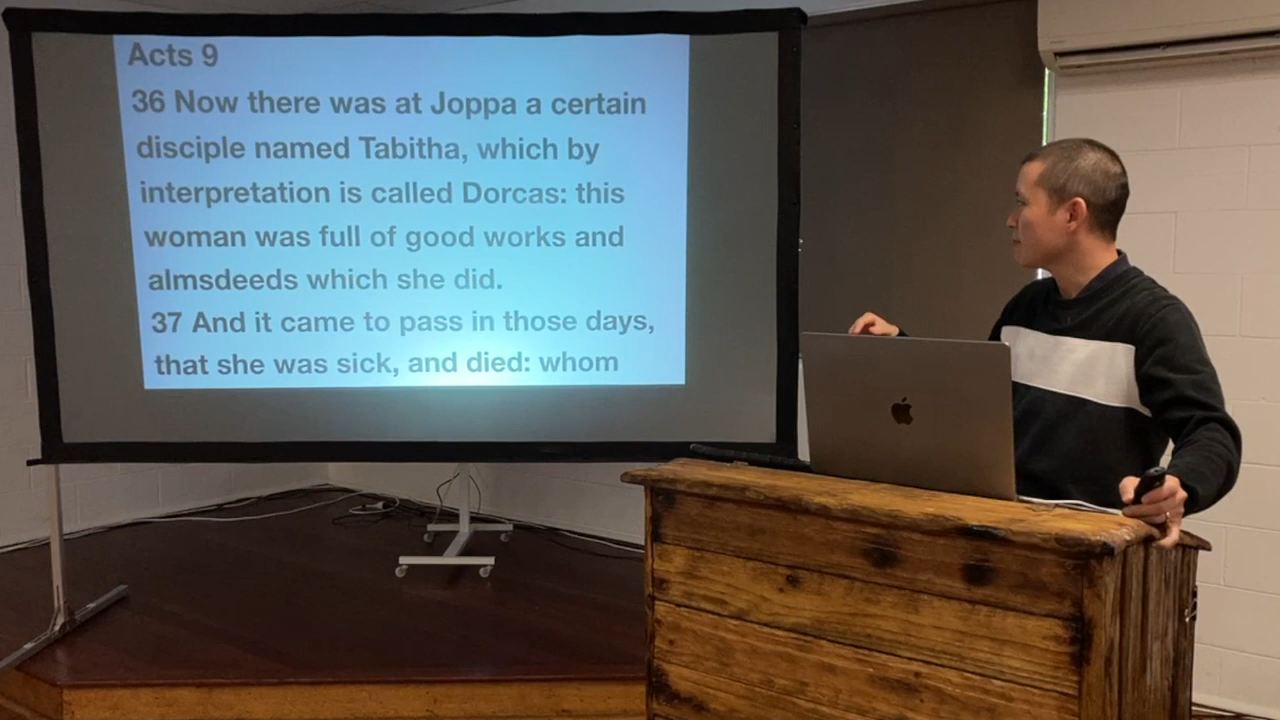 Acts 9
36 Now there was at Joppa a certain
disciple named Tabitha, which by
interpretation is called Dorcas: this
woman was full of good works and
almsdeeds which she did.
37 And it came to pass in those days,
that she was sick, and died: whom